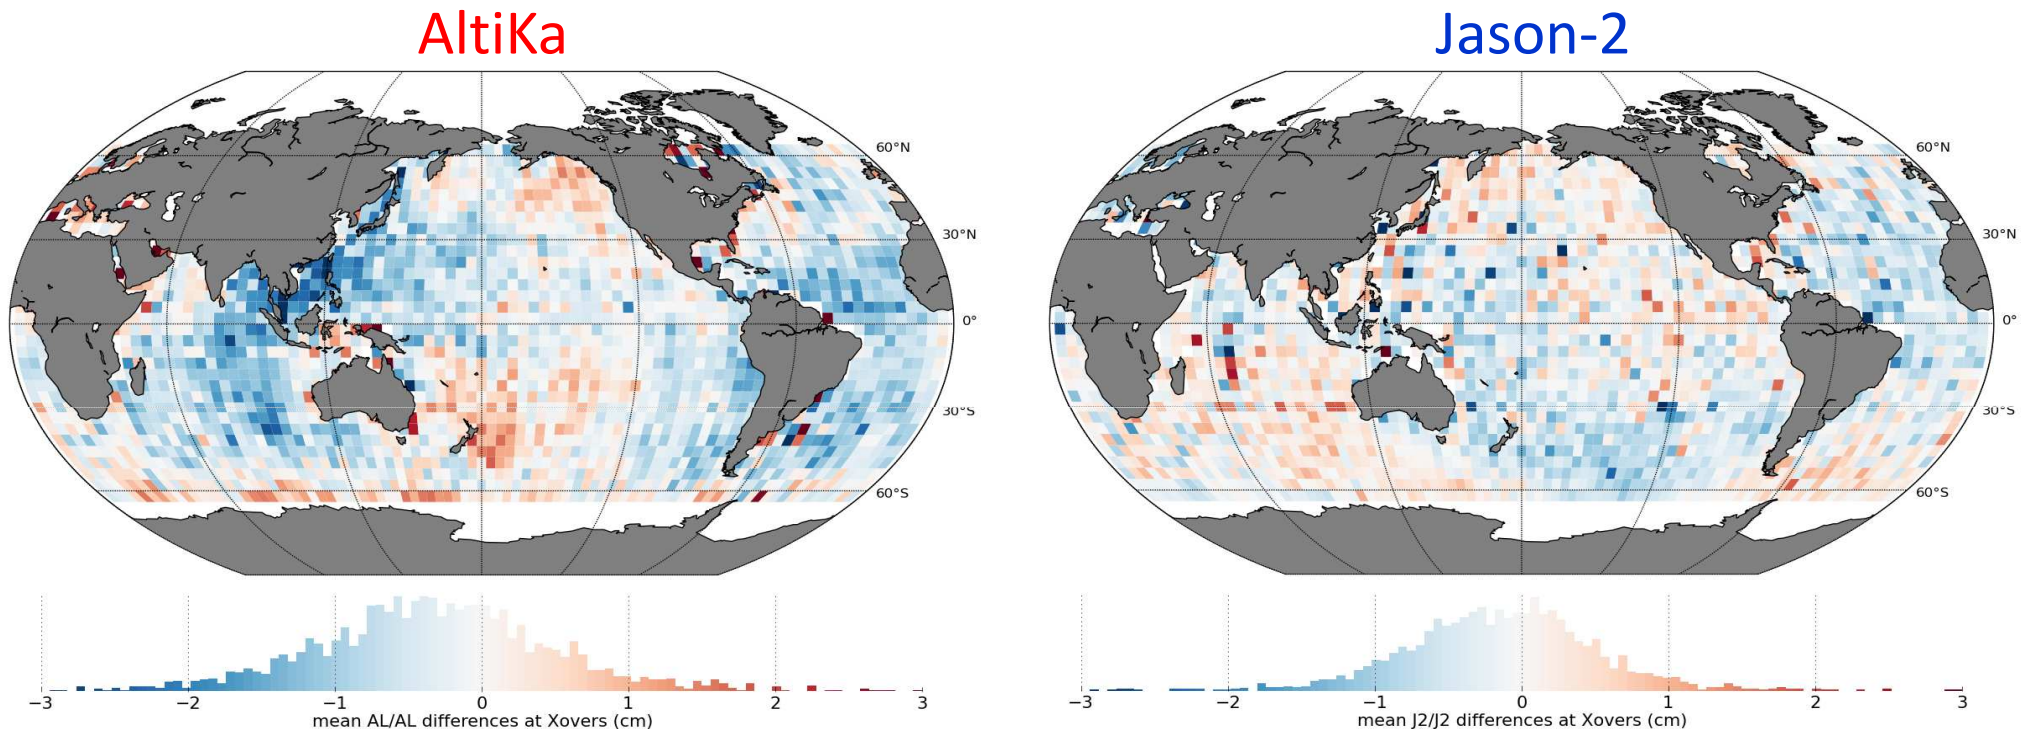 AltiKa
Jason-2
60°N
30°N
0°
30°S
60°S
60°N
30°N
0°
30°S
60°S
−3 −2 −1 0 1 2 3
mean AL/AL differences at Xovers (cm)
−3 −2 −1 0 1 2 3
mean J2/J2 differences at Xovers (cm)